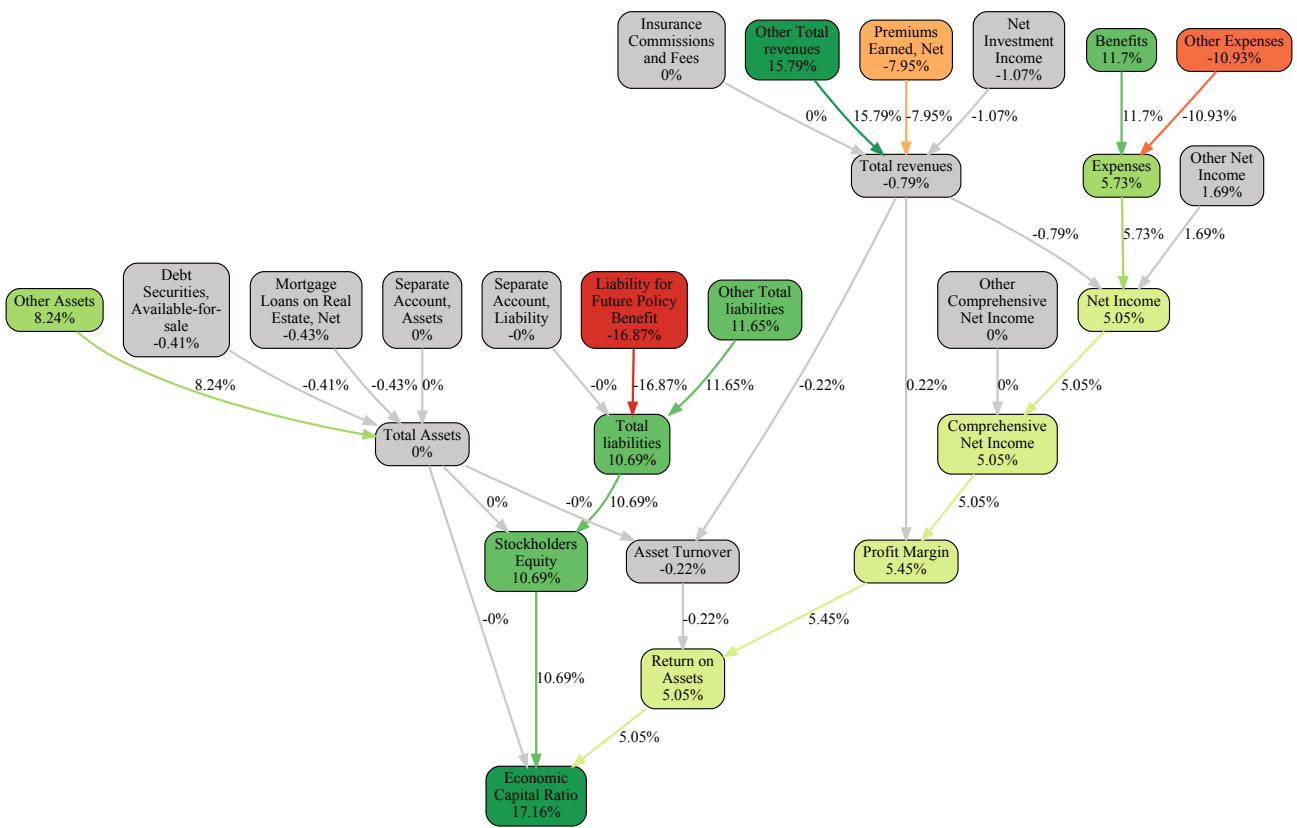 Insurance
Commissions
and Fees
0%
Other Total
revenues
15.79%
Premiums
Earned, Net
-7.95%
Net
Investment
Income
-1.07%
Benefits
11.7%
Other Expenses
-10.93%
0%
15.79%
-7.95%
-1.07%
11.7%
-10.93%
Total revenues
-0.79%
Expenses
5.73%
Other Net
Income
1.69%
-0.79%
5.73%
1.69%
Other Assets
8.24%
Debt
Securities,
Available-for-
sale
-0.41%
Mortgage
Loans on Real
Estate, Net
-0.43%
Separate
Account,
Assets
0%
Separate
Account,
Liability
-0%
Liability for
Future Policy
Benefit
-16.87%
Other Total
liabilities
11.65%
Other
Comprehensive
Net Income
0%
Net Income
5.05%
8.24%
-0.41%
-0.43%
0%
-0%
-16.87%
11.65%
-0.22%
0.22%
0%
5.05%
Total Assets
0%
Total
liabilities
10.69%
Comprehensive
Net Income
5.05%
0%
-0%
10.69%
5.05%
Stockholders
Equity
10.69%
Asset Turnover
-0.22%
Profit Margin
5.45%
-0%
-0.22%
5.45%
10.69%
Return on
Assets
5.05%
5.05%
Economic
Capital Ratio
17.16%